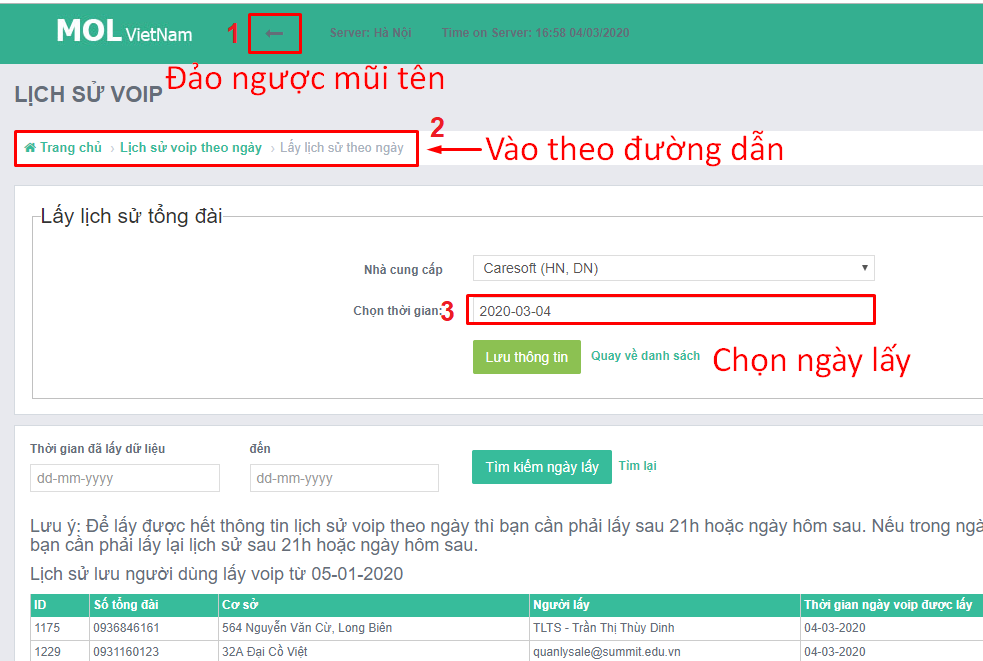 MOL VietNam 1 ← Server: Hà Nội Time on Server: 16:58 04/03/2020
Đảo ngược mũi tên
LỊCH SỬ VOIP
2
Trang chủ › Lịch sử voip theo ngày › Lấy lịch sử theo ngày
Vào theo đường dẫn
Lấy lịch sử tổng đài
Nhà cung cấp Caresoft (HN, DN)
Chọn thời gian: 3 2020-03-04
Lưu thông tin Quay về danh sách Chọn ngày lấy
Thời gian đã lấy dữ liệu đến
dd-mm-yyyy dd-mm-yyyy Tìm kiếm ngày lấy Tìm lại
Lưu ý: Để lấy được hết thông tin lịch sử voip theo ngày thì bạn cần phải lấy sau 21h hoặc ngày hôm sau. Nếu trong
bạn cần phải lấy lại lịch sử sau 21h hoặc ngày hôm sau.
Lịch sử lưu người dùng lấy voip từ 05-01-2020
ID Số tổng đài Cơ sở Người lấy Thời gian ngày voip được lấy
1175 0936846161 564 Nguyễn Văn Cừ, Long Biên TLTS - Trần Thị Thùy Dinh 04-03-2020
1229 0931160123 32A Đại Cồ Việt quanlysale@summit.edu.vn 04-03-2020